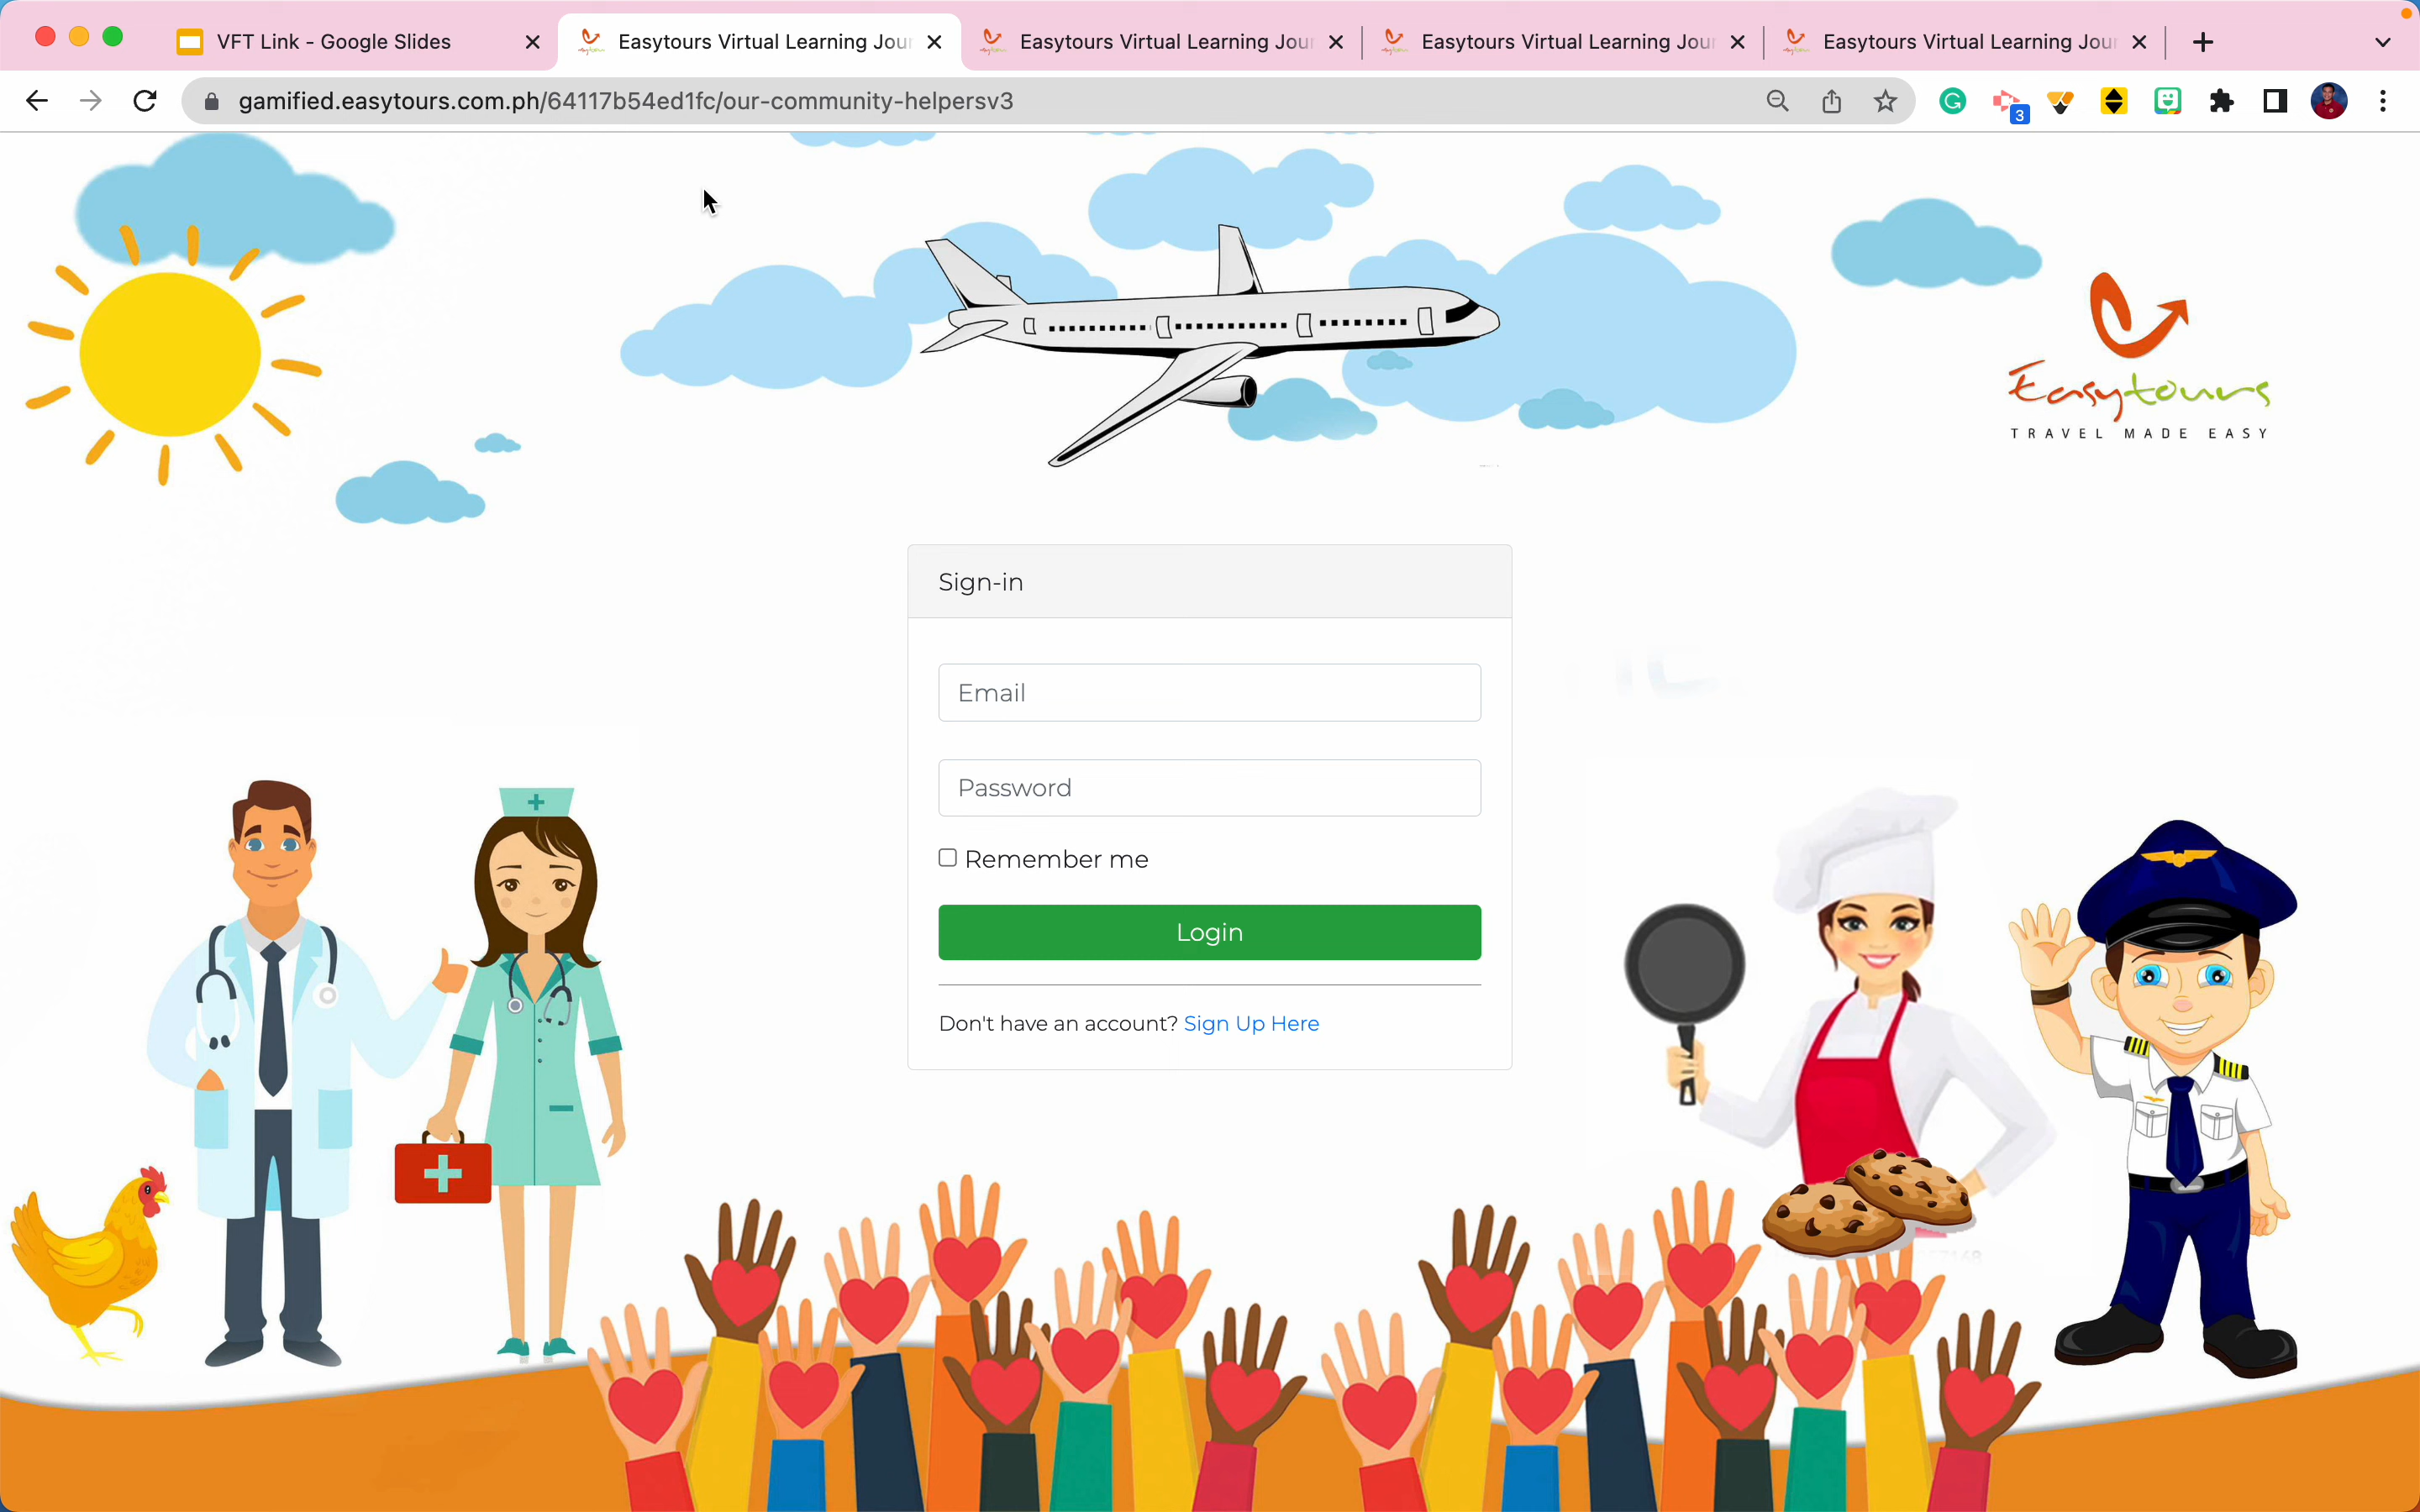 VFT Link - Google Slides
Easytours Virtual Learning Jour
Easytours Virtual Learning Jour
Easytours Virtual Learning Jour
Easytours Virtual Learning Jour
gamified.easytours.com.ph/64117b54ed1fc/our-community-helpersv3
3
Easytours
TRAVEL MADE EASY
Sign-in
Email
Password
Remember me
Login
Don't have an account? Sign Up Here